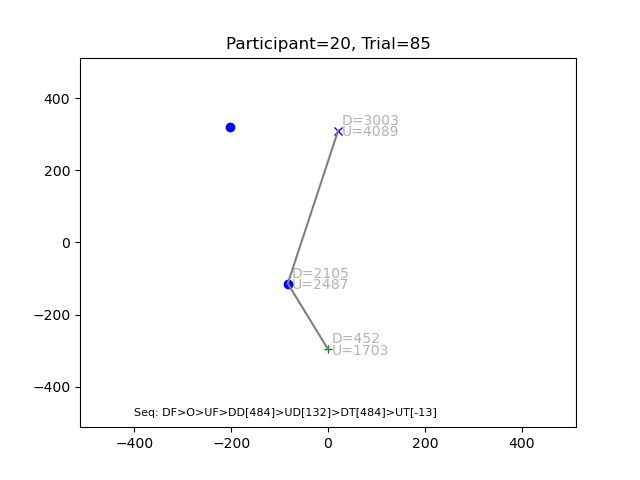 Participant=20, Trial=85
400
200
0
−200
−400
D=3003
U=4089
D=2105
U=2487
D=452
U=1703
Seq: DF>O>UF>DD[484]>UD[132]>DT[484]>UT[-13]
−400
−200
0
200
400